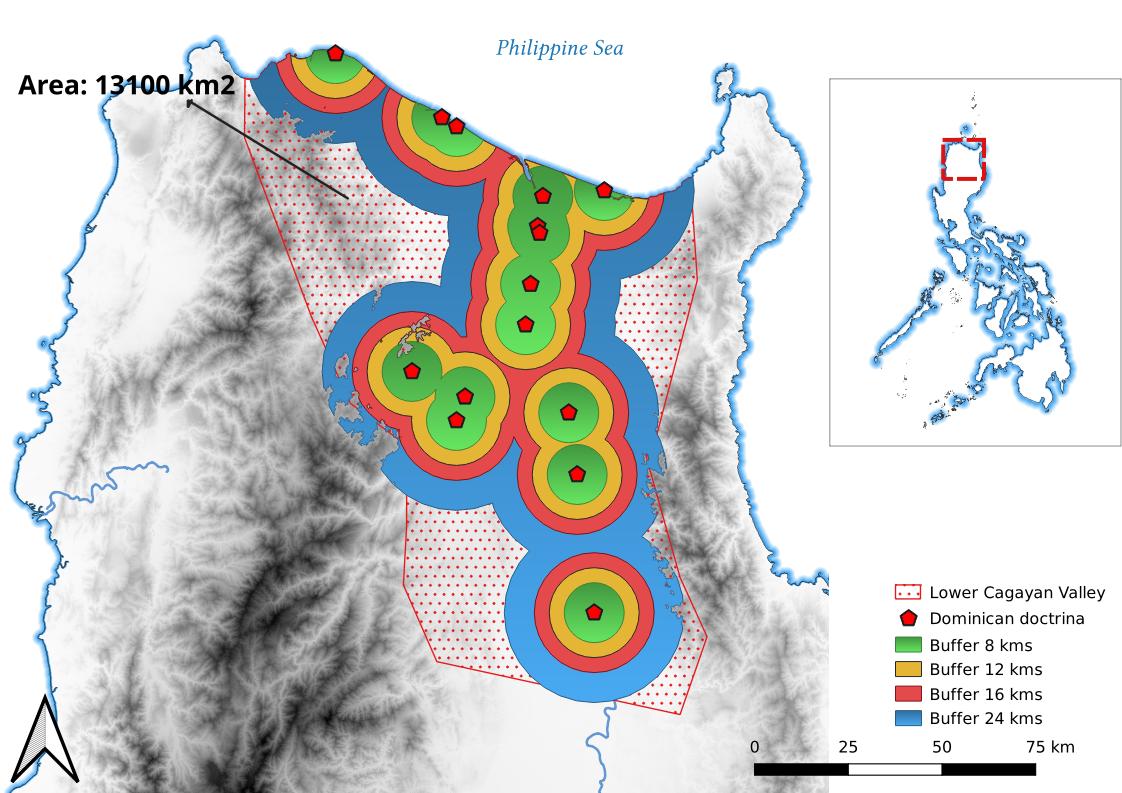 Philippine Sea
Area: 13100 km2
Lower Cagayan Valley
Dominican doctrina
Buffer 8 kms
Buffer 12 kms
Buffer 16 kms
Buffer 24 kms
0 25 50 75 km